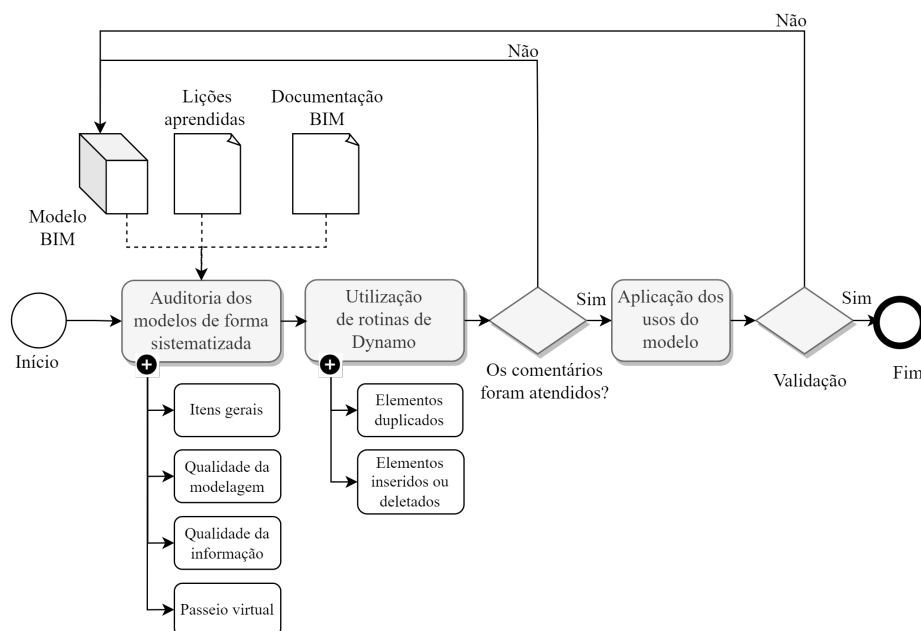 Não
Não
Lições
aprendidas
Documentação
BIM
Modelo
BIM
Início
Auditoria dos
modelos de forma
sistematizada
Utilização
de rotinas de
Dynamo
Os comentários
foram atendidos?
Sim
Aplicação dos
usos do
modelo
Validação
Sim
Fim
Itens gerais
Qualidade da
modelagem
Qualidade da
informação
Passeio virtual
Elementos
duplicados
Elementos
inseridos ou
deletados